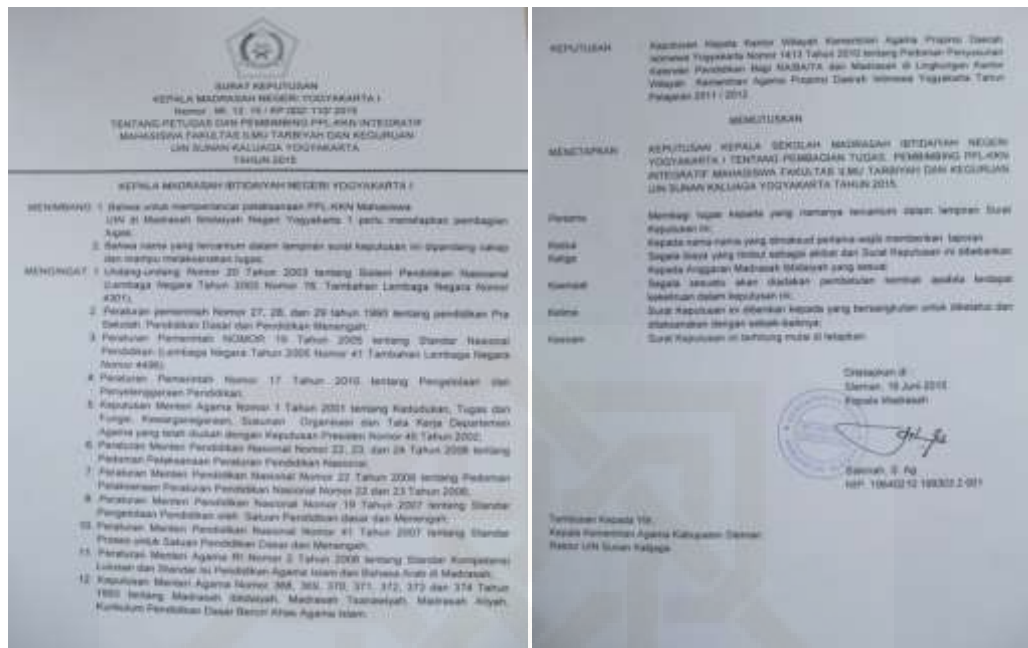 SURAT KEPUTUSAN
KEPALA MADRASAH NEGERI YOGYAKARTA I
TENTANG PETUGAS DAN PEMBIMBING PPL-KKN INTEGRATIF
MAHASISWA FAKULTAS ILMU TARBIYAH DAN KEGURUAN
UIN SUNAN KALIJAGA YOGYAKARTA
TAHUN 2015
KEPALA MADRASAH IBTIDAIYAH NEGERI YOGYAKARTA I
MENIMBANG 1. Bahwa untuk memperlancar pelaksanaan PPL-KKN Mahasiswa
UIN di Madrasah Ibtidaiyah Negeri Yogyakarta 1 perlu menetapkan pembagian
tugas.
2. Bahwa nama yang tercantum dalam lampiran surat keputusan ini dipandang cakap
dan mampu melaksanakan tugas.
MENGINGAT 1. Undang-undang Nomor 20 Tahun 2003 tentang Sistem Pendidikan Nasional
(Lembaga Negara Tahun 2003 Nomor 78, Tambahan Lembaga Negara Nomor
4301);
2. Peraturan pemerintah Nomor 27, 28, dan 29 tahun 1990 tentang pendidikan Pra
Sekolah, Pendidikan Dasar dan Pendidikan Menengah;
3. Peraturan Pemerintah NOMOR 19 Tahun 2005 tentang Standar Nasional
Pendidikan (Lembaga Negara Tahun 2005 Nomor 41 Tambahan Lembaga Negara
Nomor 4496);
4. Peraturan Pemerintah Nomor 17 Tahun 2010 tentang Pengelolaan dan
Penyelenggaraan Pendidikan;
5. Keputusan Menteri Agama Nomor 1 Tahun 2001 tentang Kedudukan, Tugas dan
Fungsi, Kewarganegaraan, Susunan Organisasi dan Tata Kerja Departemen
Agama yang telah diubah dengan Keputusan Presiden Nomor 45 Tahun 2002;
6. Peraturan Menteri Pendidikan Nasional Nomor 22, 23, dan 24 Tahun 2006 tentang
Pedoman Pelaksanaan Peraturan Pendidikan Nasional;
7. Peraturan Menteri Pendidikan Nasional Nomor 22 Tahun 2006 tentang Pedoman
Pelaksanaan Peraturan Pendidikan Nasional Nomor 22 dan 23 Tahun 2006;
8. Peraturan Menteri Pendidikan Nasional Nomor 19 Tahun 2007 tentang Standar
Pengelolaan Pendidikan oleh Satuan Pendidikan dasar dan Menengah;
10. Peraturan Menteri Pendidikan Nasional Nomor 41 Tahun 2007 tentang Standar
Proses untuk Satuan Pendidikan Dasar dan Menengah;
11. Peraturan Menteri Agama RI Nomor 2 Tahun 2008 tentang Standar Kompetensi
Lulusan dan Standar Isi Pendidikan Agama Islam dan Bahasa Arab di Madrasah;
12. Keputusan Menteri Agama Nomor 368, 369, 370, 371, 372, 373 dan 374 Tahun
1993 tentang Madrasah Ibtidaiyah, Madrasah Tsanawiyah, Madrasah Aliyah,
Kurikulum Pendidikan Dasar Berciri Khas Agama Islam.
KEPUTUSAN : Keputusan Kepala Kantor Wilayah Kementrian Agama Propinsi Daerah
Istimewa Yogyakarta Nomor 1413 Tahun 2010 tentang Pedoman Penyusunan
Kalender Pendidikan Bagi dan Madrasah di Lingkungan Kantor
Wilayah Kementrian Agama Propinsi Daerah Istimewa Yogyakarta Tahun
Pelajaran 2011 / 2012.
MEMUTUSKAN
MENETAPKAN : KEPUTUSAN KEPALA SEKOLAH MADRASAH IBTIDAIYAH NEGERI
YOGYAKARTA I TENTANG PEMBAGIAN TUGAS PEMBIMBING PPL-KKN
INTEGRATIF MAHASISWA FAKULTAS ILMU TARBIYAH DAN KEGURUAN
UIN SUNAN KALIJAGA YOGYAKARTA TAHUN 2015.
Pertama : Membagi tugas kepada yang namanya tercantum dalam lampiran Surat
Keputusan ini;
Kedua : Kepada nama-nama yang dimaksud pertama wajib memberikan laporan
Ketiga : Segala biaya yang timbul sebagai akibat dari Surat Keputusan ini dibebankan
Kepada Anggaran Madrasah Ibtidaiyah yang sesuai
Keempat : Segala sesuatu akan diadakan pembetulan kembali apabila terdapat
kekeliruan dalam keputusan ini;
Kelima : Surat Keputusan ini diberikan kepada yang bersangkutan untuk diketahui dan
dilaksanakan dengan sebaik-baiknya;
Keenam : Surat Keputusan ini terhitung mulai di tetapkan
Ditetapkan di :
Sleman, Juni 2015
Kepala Madrasah
S. Ag
NIP.
Tembusan Kepada Yth.
Kepala Kementrian Agama Kabupaten Sleman
Rektor UIN Sunan Kalijaga